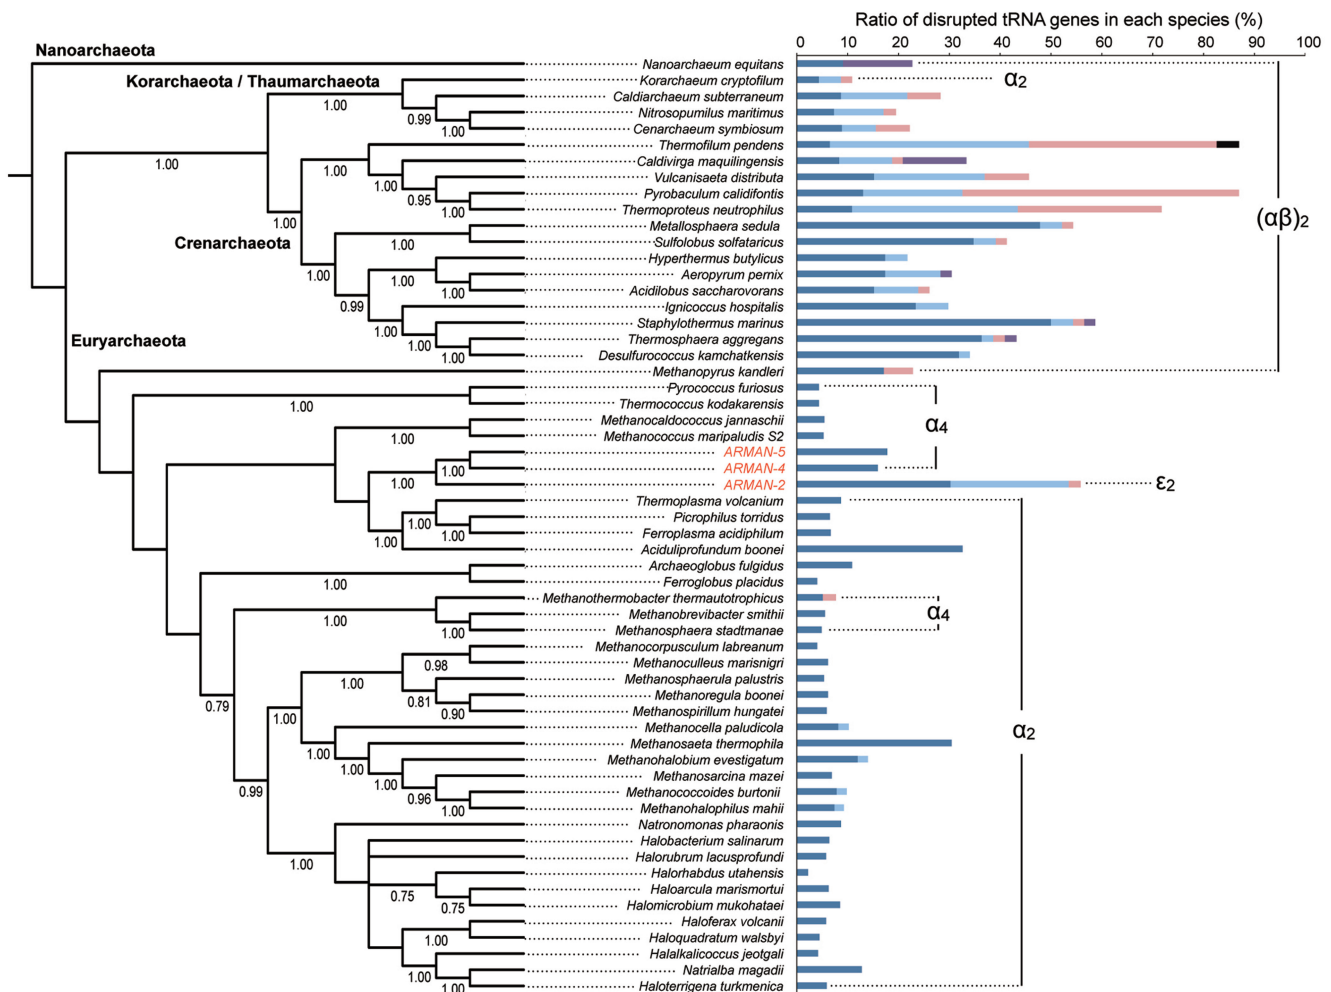 Ratio of disrupted tRNA genes in each species (%)
0 10 20 30 40 50 60 70 80 90 100
Nanoarchaeota
Nanoarchaeum equitans
Korarchaeota / Thaumarchaeota
Korarchaeum cryptofilum
α2
1.00
Caldiarchaeum subterraneum
0.99
Nitrosopumilus maritimus
1.00
Cenarchaeum symbiosum
Thermofilum pendens
1.00
Caldivirga maquilingensis
1.00
Vulcanisaeta distributa
0.95
Pyrobaculum calidifontis
1.00
Thermoproteus neutrophilus
(αβ)2
1.00
Metallosphaera sedula
Crenarchaeota
1.00
Sulfolobus solfataricus
Hyperthermus butylicus
1.00
1.00
Aeropyrum pernix
1.00
Acidilobus saccharovorans
0.99
Ignicoccus hospitalis
1.00
Staphylothermus marinus
Euryarchaeota
1.00
Thermosphaera aggregans
1.00
Desulfurococcus kamchatkensis
Methanopyrus kandleri
Pyrococcus furiosus
1.00
Thermococcus kodakarensis
Methanocaldococcus jannaschii
α4
1.00
Methanococcus maripaludis S2
ARMAN-5
1.00
ARMAN-4
1.00
ARMAN-2
ε2
Thermoplasma volcanium
1.00
Picrophilus torridus
1.00
Ferroplasma acidiphilum
1.00
Aciduliprofundum boonei
Archaeoglobus fulgidus
1.00
Ferroglobus placidus
Methanothermobacter thermautotrophicus
1.00
Methanobrevibacter smithii
α4
1.00
Methanosphaera stadtmanae
Methanocorpusculum labreanum
0.98
Methanoculleus marisnigri
1.00
Methanosphaerula palustris
0.81
Methanoregula boonei
0.79
0.90
Methanospirillum hungatei
1.00
Methanocella paludicola
α2
1.00
Methanosaeta thermophila
1.00
Methanohalobium evestigatum
1.00
Methanosarcina mazei
0.99
0.96
Methanococcoides burtonii
1.00
Methanohalophilus mahii
Natronomonas pharaonis
Halobacterium salinarum
1.00
Halorubrum lacusprofundi
Halorhabdus utahensis
0.75
Haloarcula marismortui
0.75
Halomicrobium mukohataei
Haloferax volcanii
1.00
Haloquadratum walsbyi
Halalkalicoccus jeotgali
1.00
Natrialba magadii
1.00
Haloterrigena turkmenica